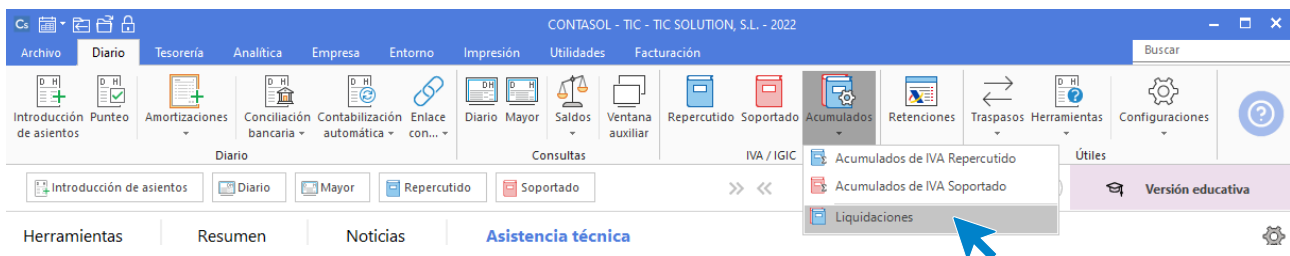 Cs CONTASOL - TIC - TIC SOLUTION, S.L. - 2022
Archivo Diario Tesorería Analítica Empresa Entorno Impresión Utilidades Facturación Buscar
Introducción de asientos
Punteo
Amortizaciones
Conciliación bancaria
Contabilización automática
Enlace con...
Diario
Mayor
Saldos
Ventana auxiliar
Repercutido
Soportado
Acumulados
Retenciones
Traspasos
Herramientas
Configuraciones
Diario Consultas IVA / IGIC Útiles
Acumulados de IVA Repercutido
Acumulados de IVA Soportado
Liquidaciones
Introducción de asientos Diario Mayor Repercutido Soportado Versión educativa
Herramientas Resumen Noticias Asistencia técnica